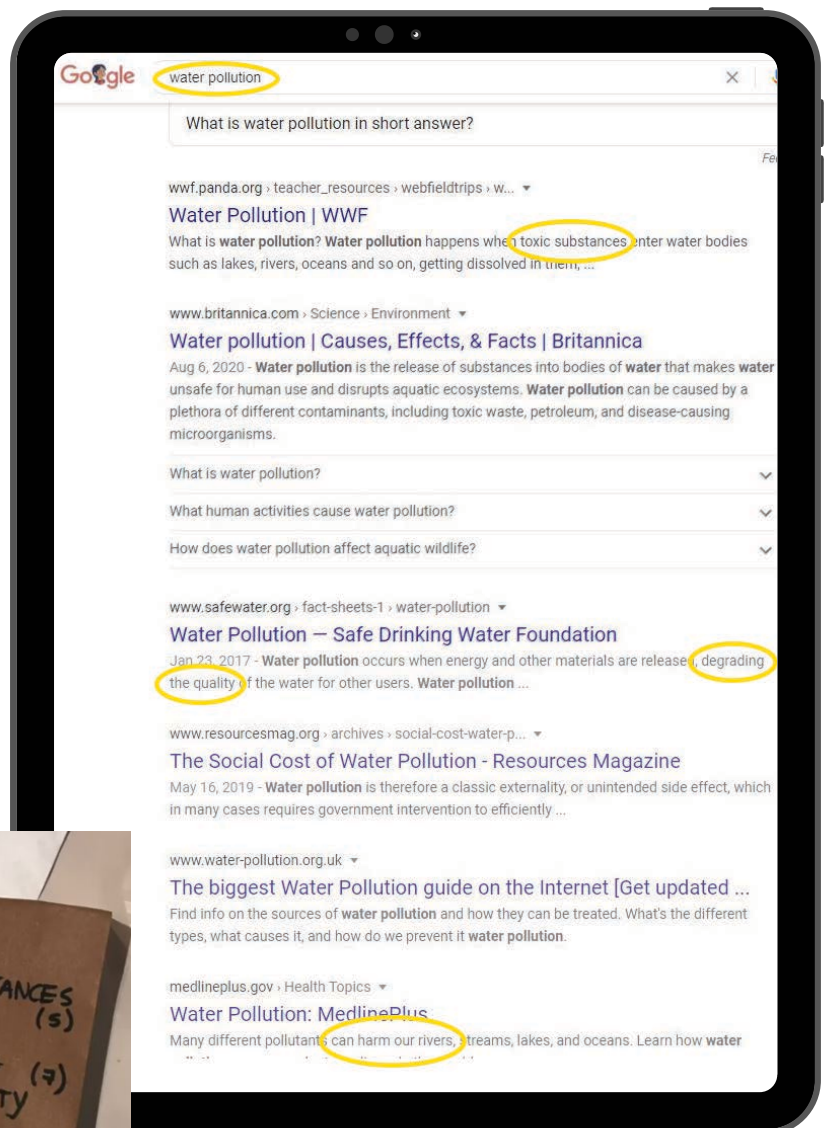 Google
water pollution
What is water pollution in short answer?
wwf.panda.org › teacher_resources › webfieldtrips › w...
Water Pollution | WWF
What is water pollution? Water pollution happens when toxic substances enter water bodies
such as lakes, rivers, oceans and so on, getting dissolved in them, ...
www.britannica.com › Science › Environment
Water pollution | Causes, Effects, & Facts | Britannica
Aug 6, 2020 - Water pollution is the release of substances into bodies of water that makes water
unsafe for human use and disrupts aquatic ecosystems. Water pollution can be caused by a
plethora of different contaminants, including toxic waste, petroleum, and disease-causing
microorganisms.
What is water pollution?
What human activities cause water pollution?
How does water pollution affect aquatic wildlife?
www.safewater.org › fact-sheets-1 › water-pollution
Water Pollution — Safe Drinking Water Foundation
Jan 23, 2017 - Water pollution occurs when energy and other materials are released, degrading
the quality of the water for other users. Water pollution ...
www.resourcesmag.org › archives › social-cost-water-p...
The Social Cost of Water Pollution - Resources Magazine
May 16, 2019 - Water pollution is therefore a classic externality, or unintended side effect, which
in many cases requires government intervention to efficiently ...
www.water-pollution.org.uk
The biggest Water Pollution guide on the Internet [Get updated ...
Find info on the sources of water pollution and how they can be treated. What's the different
types, what causes it, and how do we prevent it water pollution.
medlineplus.gov › Health Topics
Water Pollution: MedlinePlus
Many different pollutants can harm our rivers, streams, lakes, and oceans. Learn how water
(5)
(7)